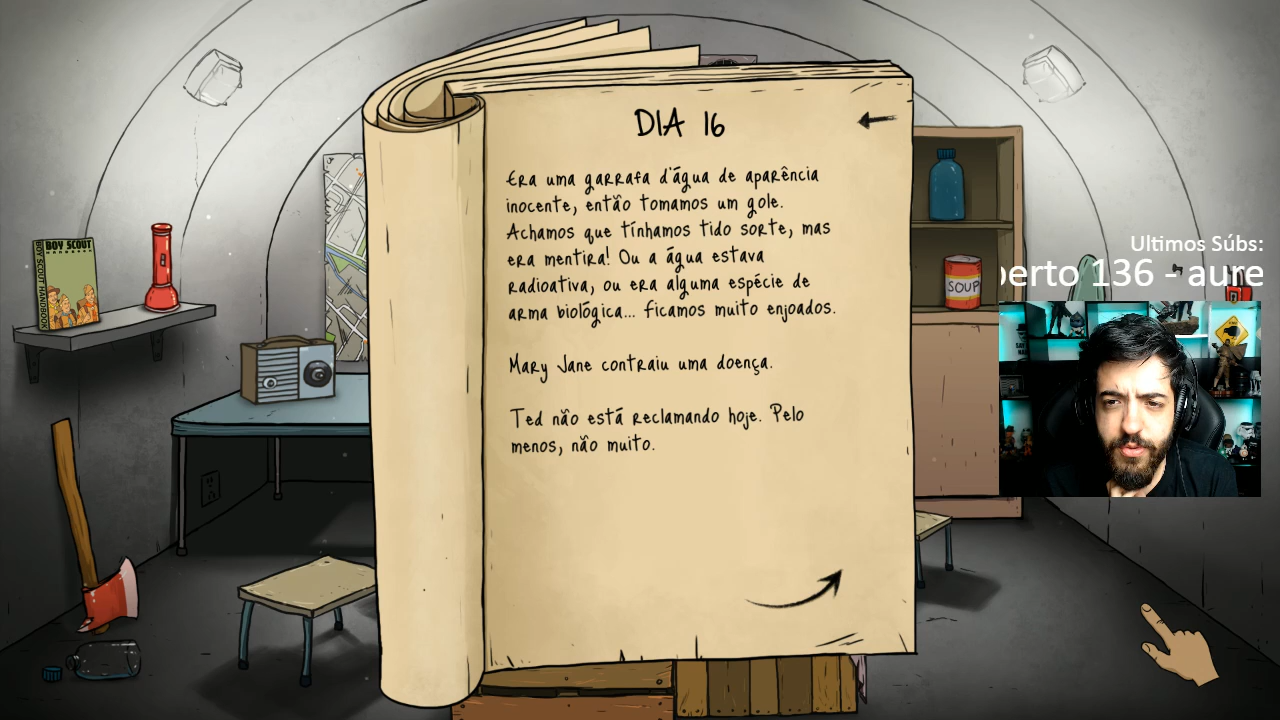 DIA 16
Era uma garrafa d'água de aparência
inocente, então tomamos um gole.
Achamos que tínhamos tido sorte, mas
era mentira! Ou a água estava
radioativa, ou era alguma espécie de
arma biológica... ficamos muito enjoados.
Mary Jane contraiu uma doença.
Ted não está reclamando hoje. Pelo
menos, não muito.
BOY SCOUT
BOY SCOUT HANDBOOK
SOUP
Ultimos Súbs:
berto 136 - aure